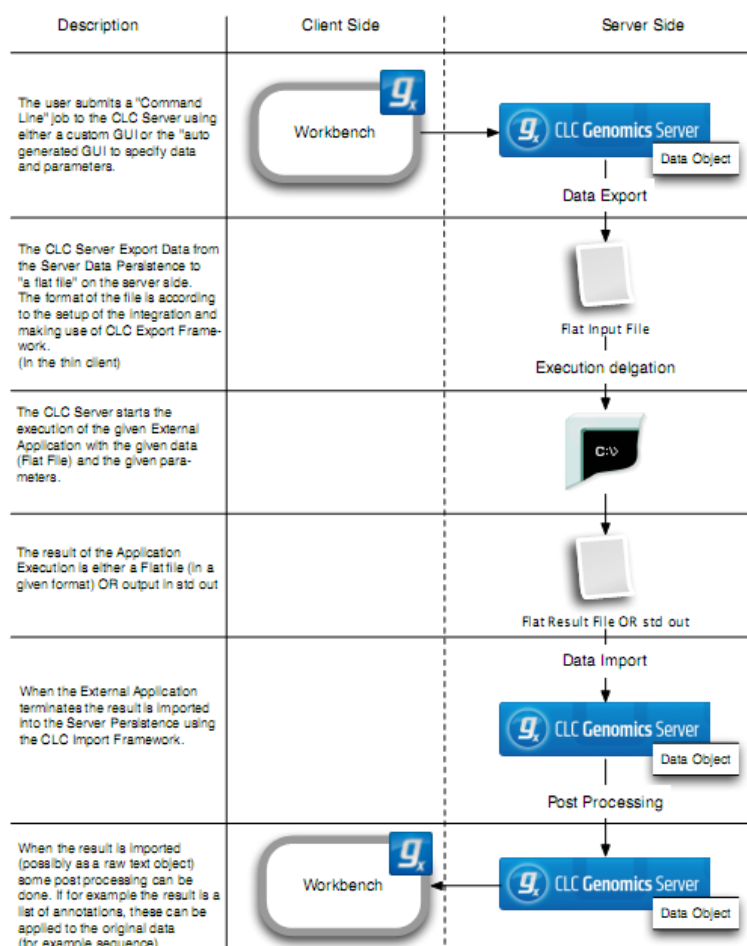 Description
Client Side
Server Side
The user submits a "Command
Line" job to the CLC Server using
either a custom GUI or the "auto
generated GUI to specify data
and parameters.
Workbench
gx
gx CLC Genomics Server
Data Object
Data Export
The CLC Server Export Data from
the Server Data Persistence to
"a flat file" on the server side.
The format of the file is according
to the setup of the integration and
making use of CLC Export Frame-
work.
(In the thin client)
Flat Input File
Execution delgation
The CLC Server starts the
execution of the given External
Application with the given data
(Flat File) and the given para-
meters.
C:\>
The result of the Application
Execution is either a Flat file (in a
given format) OR output in std out
Flat Result File OR std out
Data Import
When the External Application
terminates the result is imported
into the Server Persistence using
the CLC Import Framework.
gx CLC Genomics Server
Data Object
Post Processing
When the result is imported
(possibly as a raw text object)
some post processing can be
done. If for example the result is a
list of annotations, these can be
applied to the original data
(for example sequence)
Workbench
gx
gx CLC Genomics Server
Data Object